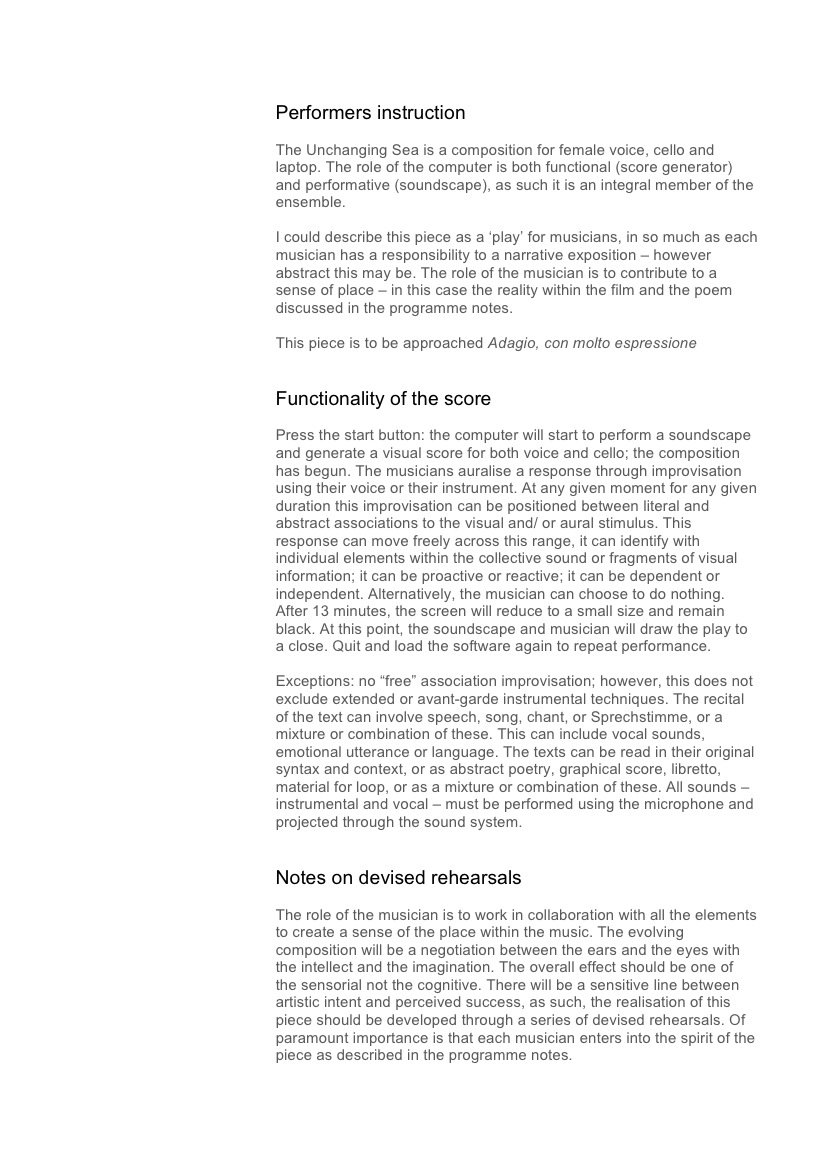 Performers instruction
The Unchanging Sea is a composition for female voice, cello and
laptop. The role of the computer is both functional (score generator)
and performative (soundscape), as such it is an integral member of the
ensemble.
I could describe this piece as a ‘play’ for musicians, in so much as each
musician has a responsibility to a narrative exposition – however
abstract this may be. The role of the musician is to contribute to a
sense of place – in this case the reality within the film and the poem
discussed in the programme notes.
This piece is to be approached Adagio, con molto espressione
Functionality of the score
Press the start button: the computer will start to perform a soundscape
and generate a visual score for both voice and cello; the composition
has begun. The musicians auralise a response through improvisation
using their voice or their instrument. At any given moment for any given
duration this improvisation can be positioned between literal and
abstract associations to the visual and/ or aural stimulus. This
response can move freely across this range, it can identify with
individual elements within the collective sound or fragments of visual
information; it can be proactive or reactive; it can be dependent or
independent. Alternatively, the musician can choose to do nothing.
After 13 minutes, the screen will reduce to a small size and remain
black. At this point, the soundscape and musician will draw the play to
a close. Quit and load the software again to repeat performance.
Exceptions: no “free” association improvisation; however, this does not
exclude extended or avant-garde instrumental techniques. The recital
of the text can involve speech, song, chant, or Sprechstimme, or a
mixture or combination of these. This can include vocal sounds,
emotional utterance or language. The texts can be read in their original
syntax and context, or as abstract poetry, graphical score, libretto,
material for loop, or as a mixture or combination of these. All sounds –
instrumental and vocal – must be performed using the microphone and
projected through the sound system.
Notes on devised rehearsals
The role of the musician is to work in collaboration with all the elements
to create a sense of the place within the music. The evolving
composition will be a negotiation between the ears and the eyes with
the intellect and the imagination. The overall effect should be one of
the sensorial not the cognitive. There will be a sensitive line between
artistic intent and perceived success, as such, the realisation of this
piece should be developed through a series of devised rehearsals. Of
paramount importance is that each musician enters into the spirit of the
piece as described in the programme notes.